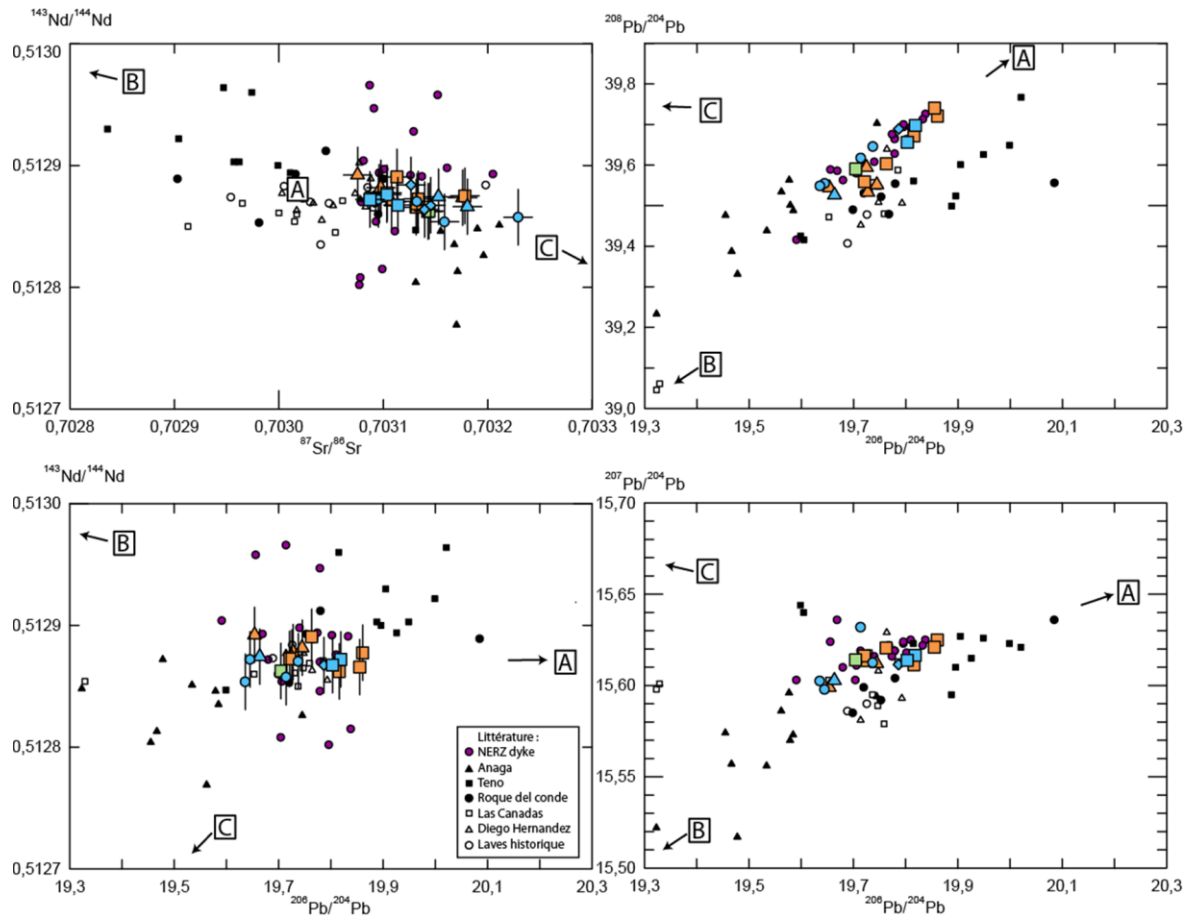 143Nd/144Nd
0,5130
0,5129
0,5128
0,5127
0,7028
0,7029
0,7030
0,7031
0,7032
0,7033
87Sr/86Sr
B
A
C
208Pb/204Pb
39,8
39,6
39,4
39,2
39,0
19,3
19,5
19,7
19,9
20,1
20,3
206Pb/204Pb
A
C
B
143Nd/144Nd
0,5130
0,5129
0,5128
0,5127
19,3
19,5
19,7
19,9
20,1
20,3
206Pb/204Pb
B
A
C
Littérature :
NERZ dyke
Anaga
Teno
Roque del conde
Las Canadas
Diego Hernandez
Laves historique
207Pb/204Pb
15,70
15,65
15,60
15,55
15,50
19,3
19,5
19,7
19,9
20,1
20,3
206Pb/204Pb
C
A
B